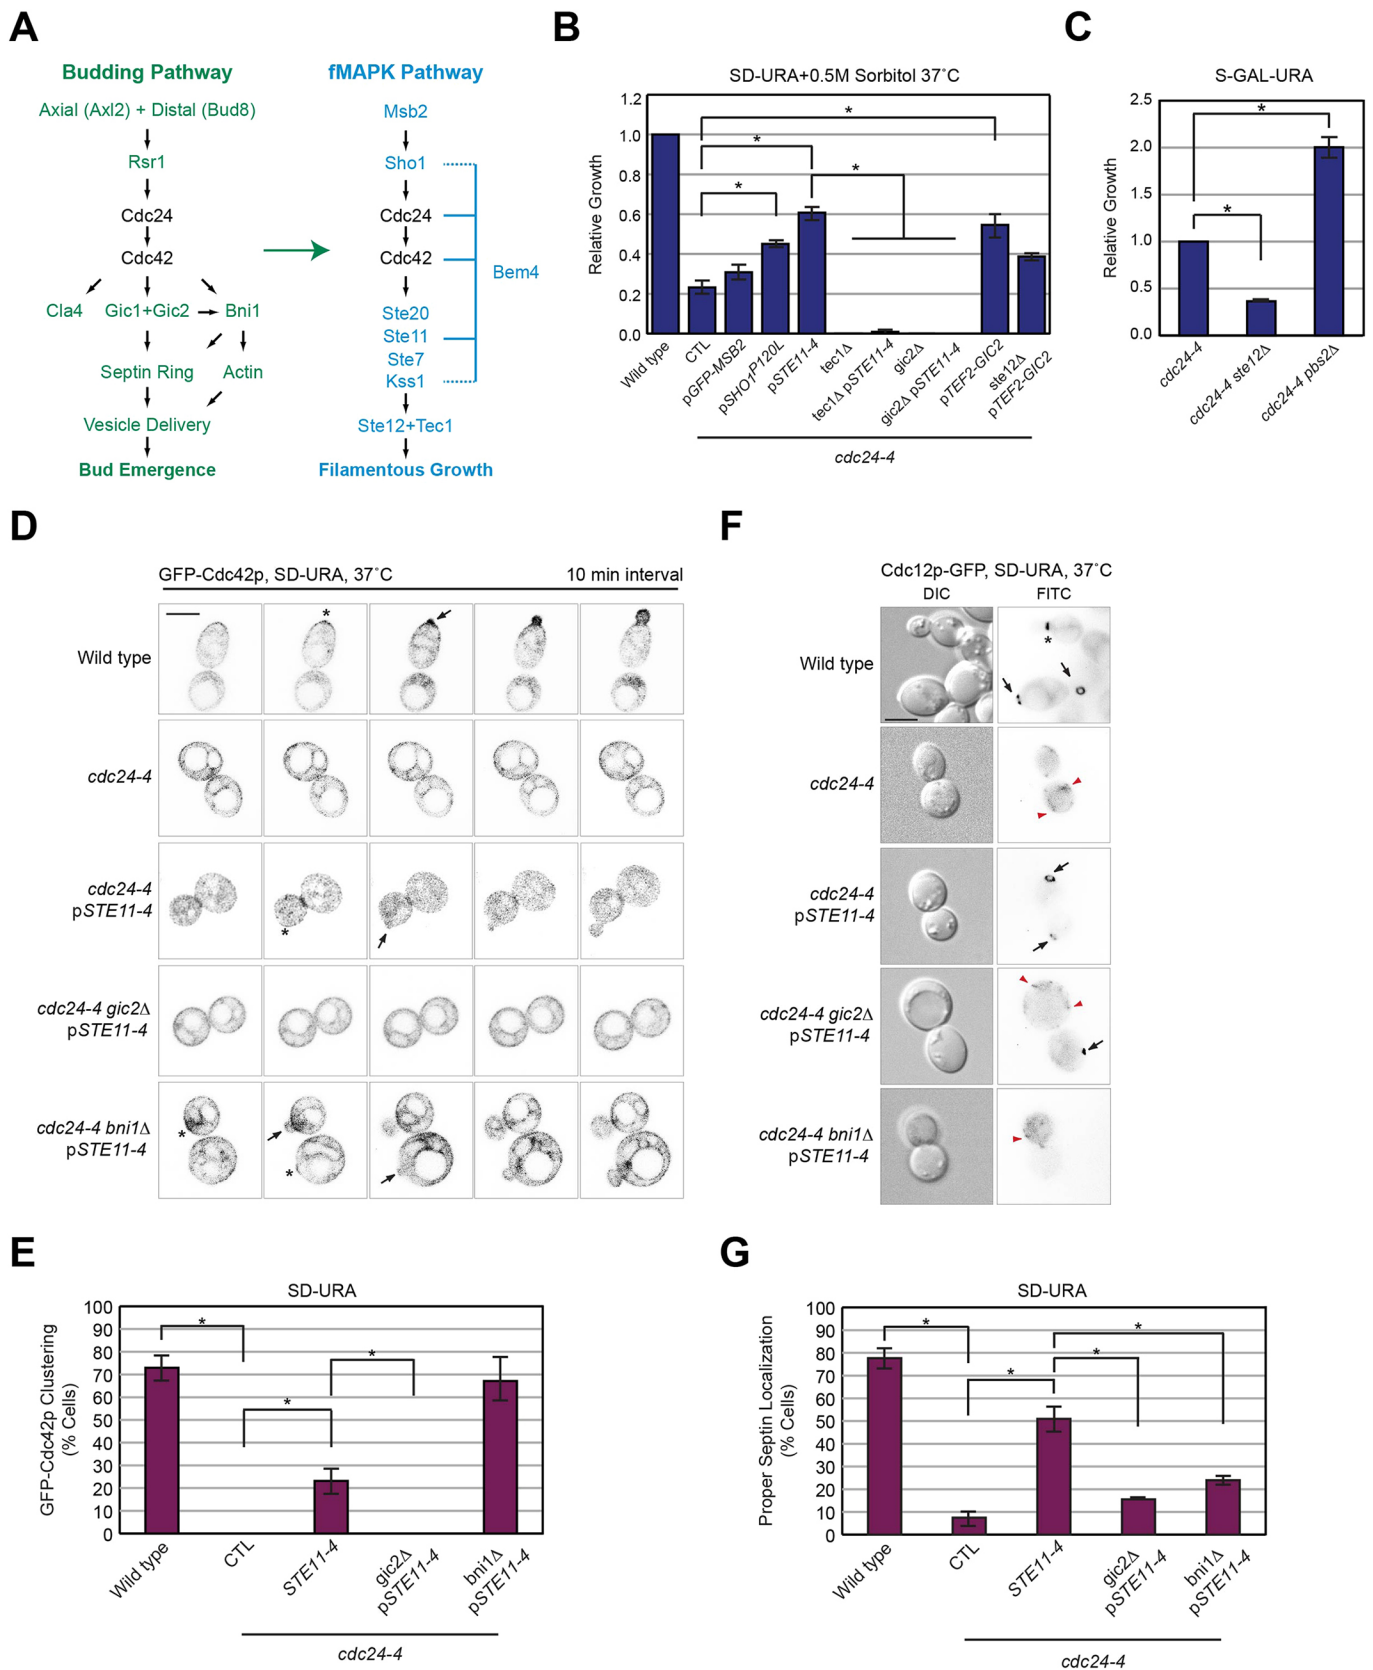 A
Budding Pathway
Axial (Axl2) + Distal (Bud8)
Rsr1
Cdc24
Cdc42
Cla4
Gic1+Gic2
Bni1
Septin Ring
Actin
Vesicle Delivery
Bud Emergence
fMAPK Pathway
Msb2
Sho1
Cdc24
Cdc42
Bem4
Ste20
Ste11
Ste7
Kss1
Ste12+Tec1
Filamentous Growth
B
SD-URA+0.5M Sorbitol 37˚C
Relative Growth
1.2
1.0
0.8
0.6
0.4
0.2
0.0
*
*
*
*
Wild type
CTL
pGFP-MSB2
pSHO1P120L
pSTE11-4
tec1Δ
tec1Δ pSTE11-4
gic2Δ
gic2Δ pSTE11-4
pTEF2-GIC2
ste12Δ
pTEF2-GIC2
cdc24-4
C
S-GAL-URA
Relative Growth
2.5
2.0
1.5
1.0
0.5
0.0
*
*
cdc24-4
cdc24-4 ste12Δ
cdc24-4 pbs2Δ
D
GFP-Cdc42p, SD-URA, 37˚C
10 min interval
Wild type
*
cdc24-4
cdc24-4
pSTE11-4
*
cdc24-4 gic2Δ
pSTE11-4
cdc24-4 bni1Δ
pSTE11-4
*
*
F
Cdc12p-GFP, SD-URA, 37˚C
DIC
FITC
Wild type
*
cdc24-4
cdc24-4
pSTE11-4
cdc24-4 gic2Δ
pSTE11-4
cdc24-4 bni1Δ
pSTE11-4
E
SD-URA
GFP-Cdc42p Clustering
(% Cells)
100
90
80
70
60
50
40
30
20
10
0
*
*
*
Wild type
CTL
STE11-4
gic2Δ
pSTE11-4
bni1Δ
pSTE11-4
cdc24-4
G
SD-URA
Proper Septin Localization
(% Cells)
100
90
80
70
60
50
40
30
20
10
0
*
*
*
*
Wild type
CTL
STE11-4
gic2Δ
pSTE11-4
bni1Δ
pSTE11-4
cdc24-4